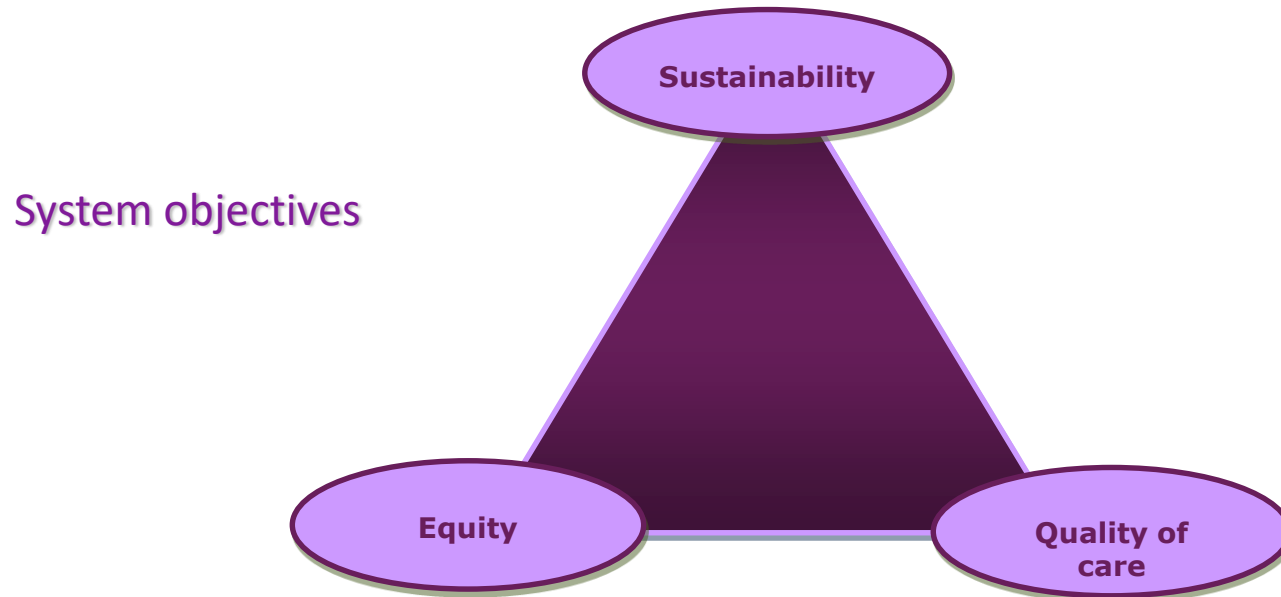 Sustainability
System objectives
Equity
Quality of
care